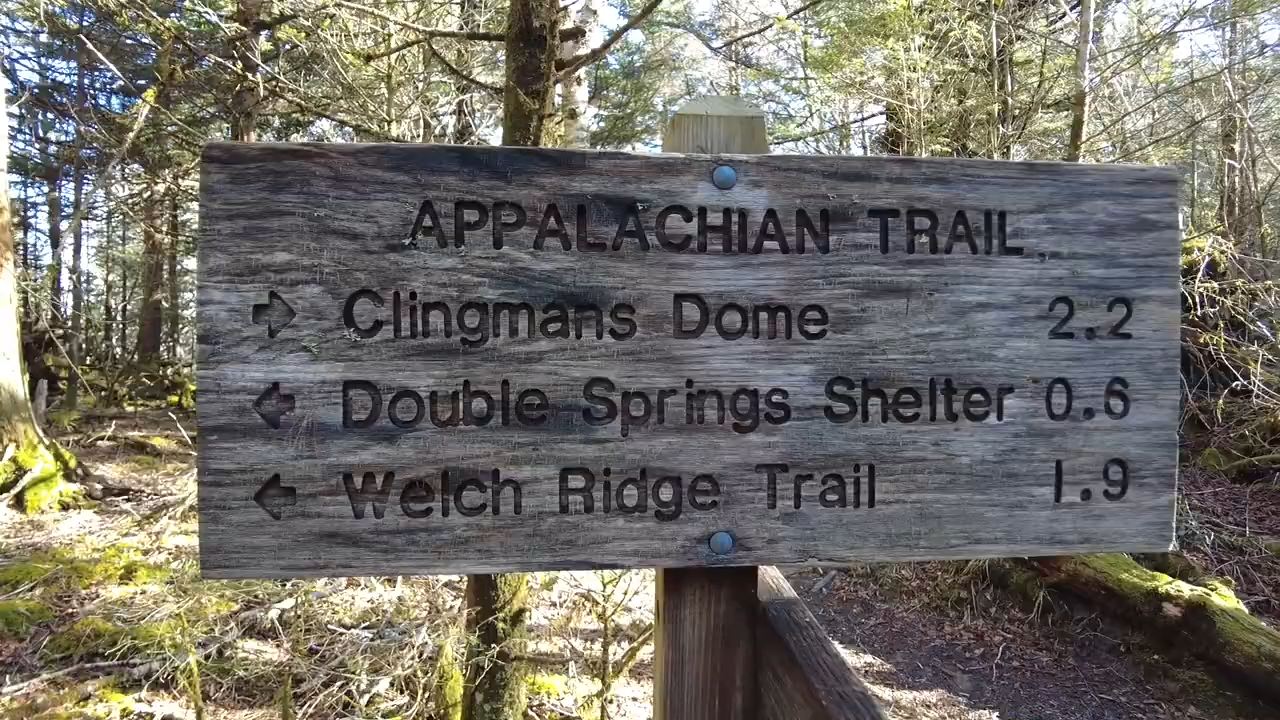 APPALACHIAN TRAIL
→ Clingmans Dome 2.2
← Double Springs Shelter 0.6
← Welch Ridge Trail 1.9